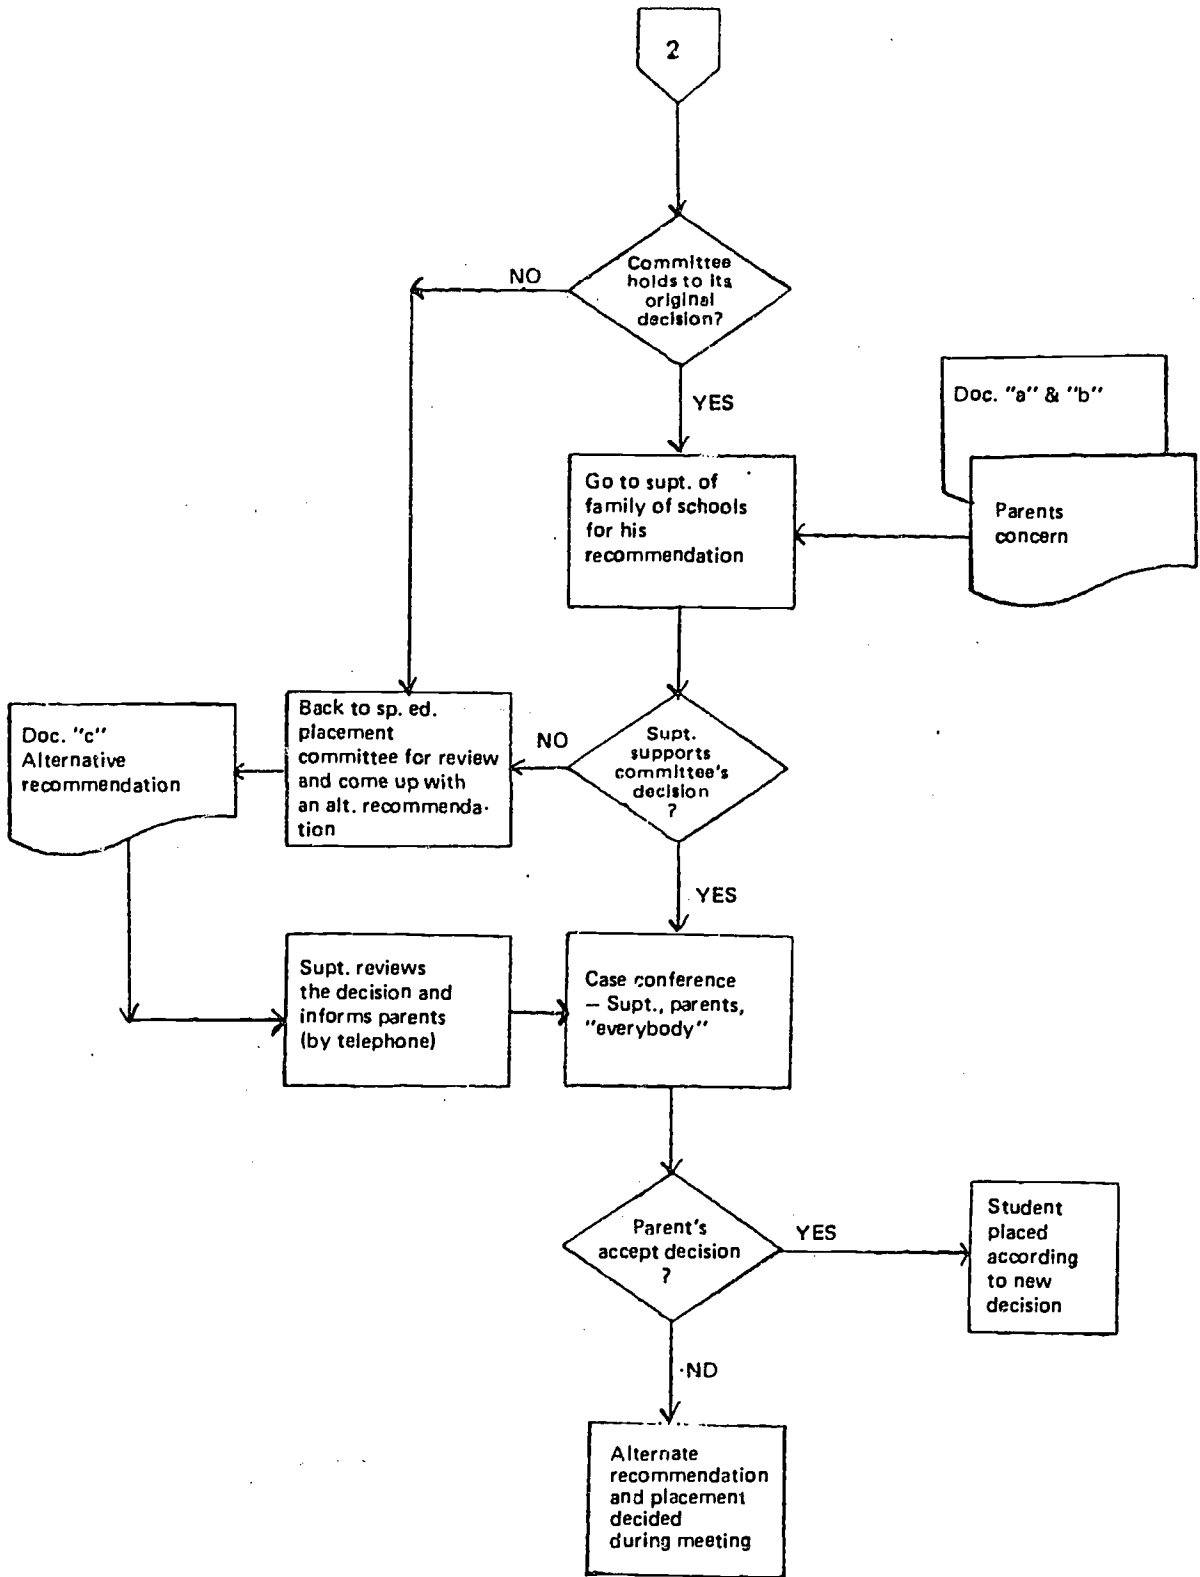 2
Committee
holds to its
original
decision?
NO
YES
Doc. "a" & "b"
Parents
concern
Go to supt. of
family of schools
for his
recommendation
Doc. "c"
Alternative
recommendation
Back to sp. ed.
placement
committee for review
and come up with
an alt. recommenda-
tion
NO
Supt.
supports
committee's
decision
?
YES
Supt. reviews
the decision and
informs parents
(by telephone)
Case conference
– Supt., parents,
"everybody"
Parent's
accept decision
?
YES
Student
placed
according
to new
decision
ND
Alternate
recommendation
and placement
decided
during meeting